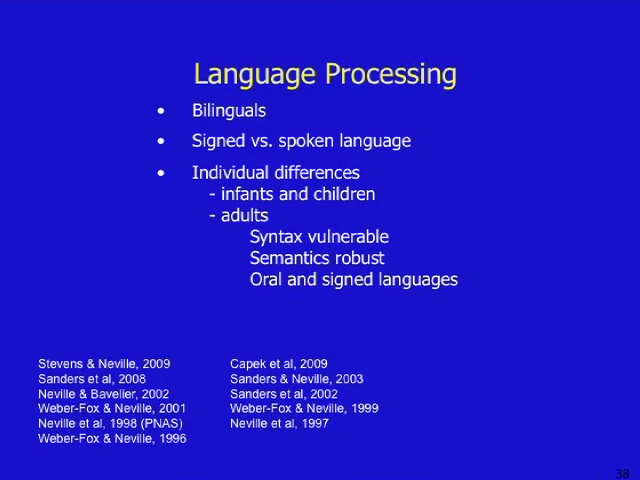 Language Processing
• Bilinguals
• Signed vs. spoken language
• Individual differences
- infants and children
- adults
Syntax vulnerable
Semantics robust
Oral and signed languages
Stevens & Neville, 2009
Sanders et al, 2008
Neville & Bavelier, 2002
Weber-Fox & Neville, 2001
Neville et al, 1998 (PNAS)
Weber-Fox & Neville, 1996
Capek et al, 2009
Sanders & Neville, 2003
Sanders et al, 2002
Weber-Fox & Neville, 1999
Neville et al, 1997
38